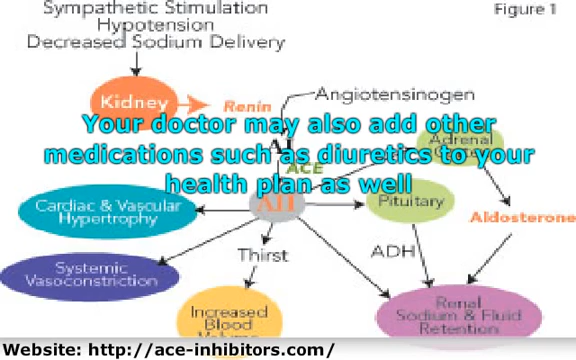 Sympathetic Stimulation
Hypotension
Decreased Sodium Delivery
Figure 1
Kidney
Renin
Angiotensinogen
Your doctor may also add other
medications such as diuretics to your
health plan as well
AI
ACE
Adrenal
AII
Cardiac & Vascular
Hypertrophy
Pituitary
Aldosterone
Systemic
Vasoconstriction
Thirst
ADH
Increased
Blood
Renal
Sodium & Fluid
Retention
Website: http://ace-inhibitors.com/